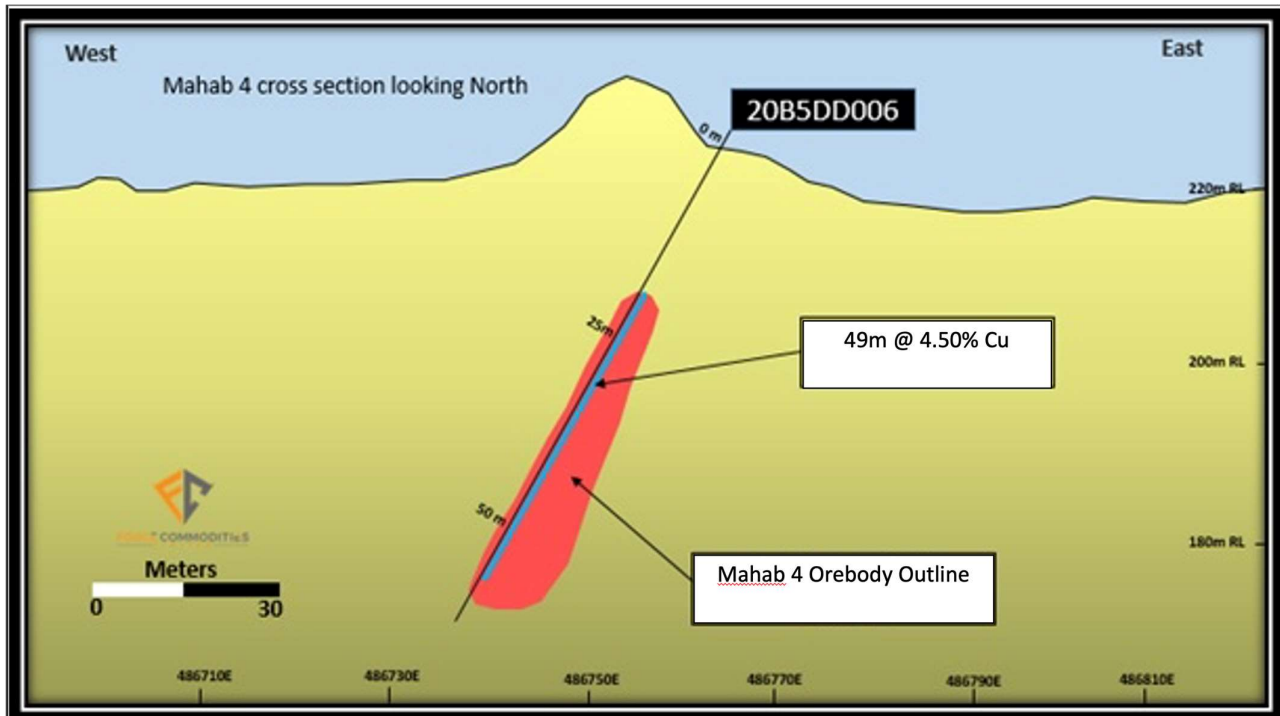 West
East
Mahab 4 cross section looking North
20B5DD006
0 m
220m RL
25m
49m @ 4.50% Cu
200m RL
50 m
180m RL
COMMODITIES
Mahab 4 Orebody Outline
Meters
0 30
486710E 486730E 486750E 486770E 486790E 486810E